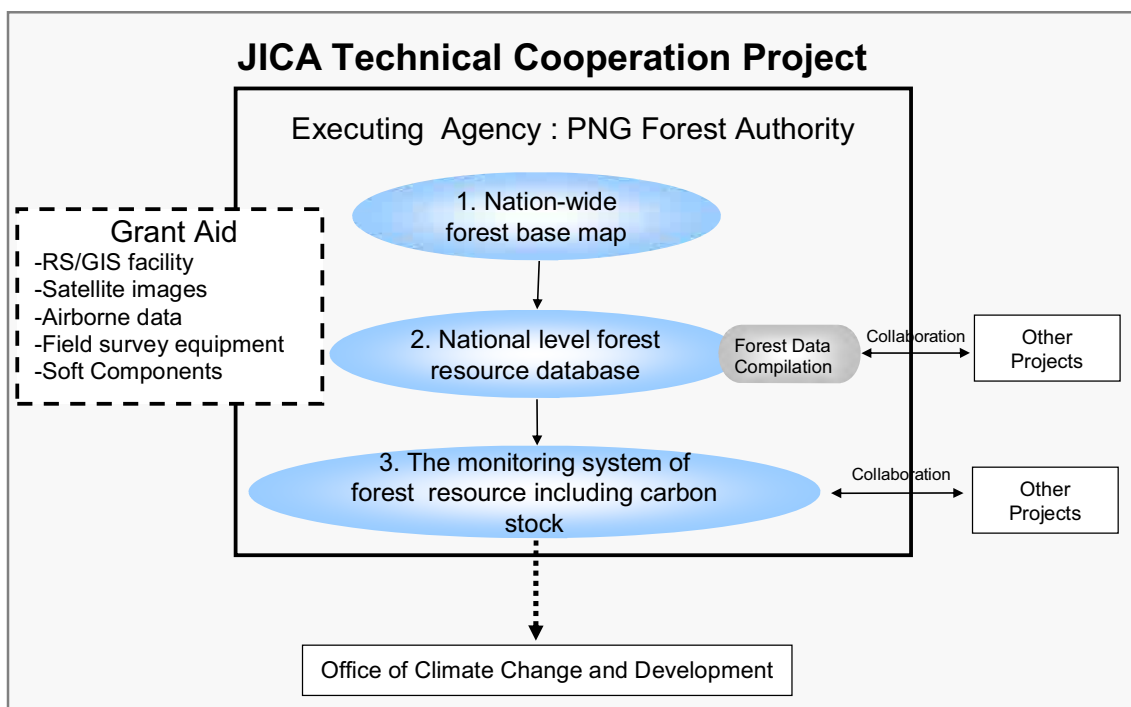 JICA Technical Cooperation Project
Executing Agency : PNG Forest Authority
1. Nation-wide
forest base map
Grant Aid
-RS/GIS facility
-Satellite images
-Airborne data
-Field survey equipment
-Soft Components
2. National level forest
resource database
Forest Data
Compilation
Collaboration
Other
Projects
3. The monitoring system of
forest resource including carbon
stock
Collaboration
Other
Projects
Office of Climate Change and Development